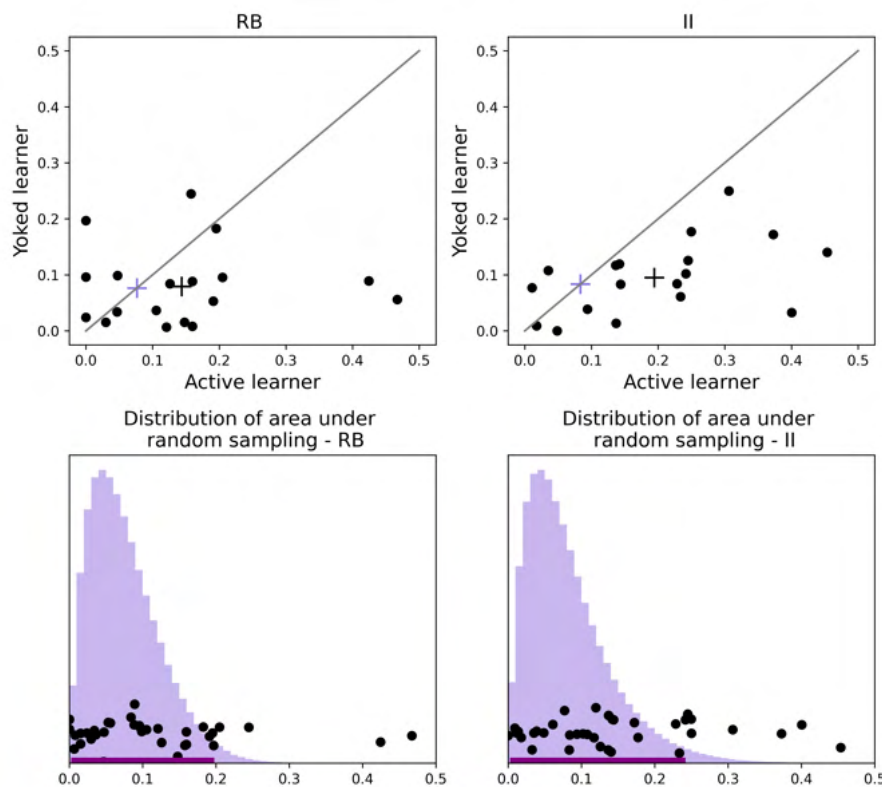 RB
II
0.5
0.4
0.3
0.2
0.1
0.0
Yoked learner
0.0 0.1 0.2 0.3 0.4 0.5
Active learner
0.5
0.4
0.3
0.2
0.1
0.0
Yoked learner
0.0 0.1 0.2 0.3 0.4 0.5
Active learner
Distribution of area under
random sampling - RB
0.0 0.1 0.2 0.3 0.4 0.5
Distribution of area under
random sampling - II
0.0 0.1 0.2 0.3 0.4 0.5